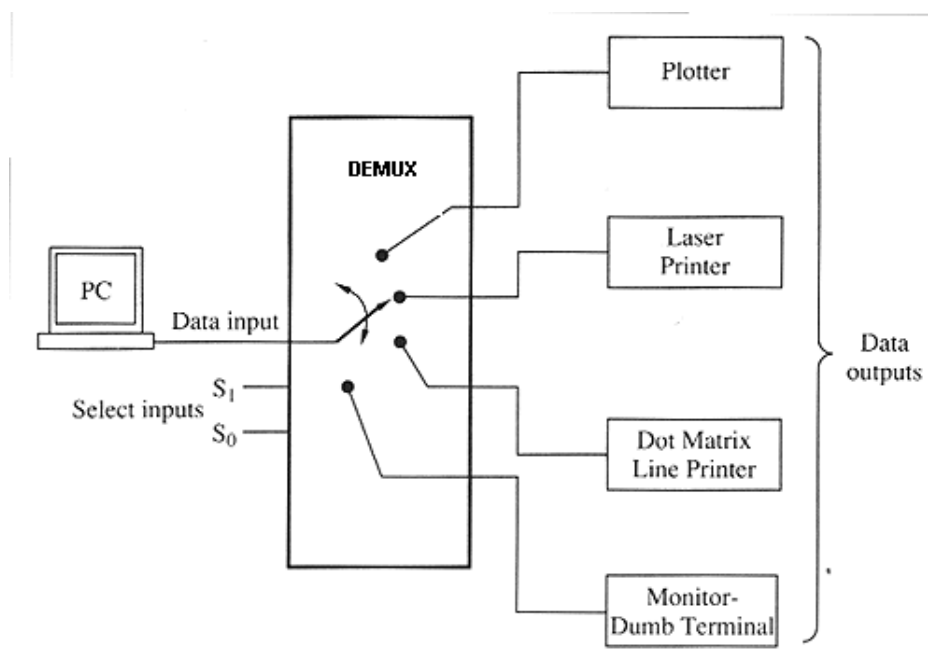 Plotter
DEMUX
Laser
Printer
PC
Data input
Data
outputs
S1
Select inputs
S0
Dot Matrix
Line Printer
Monitor-
Dumb Terminal